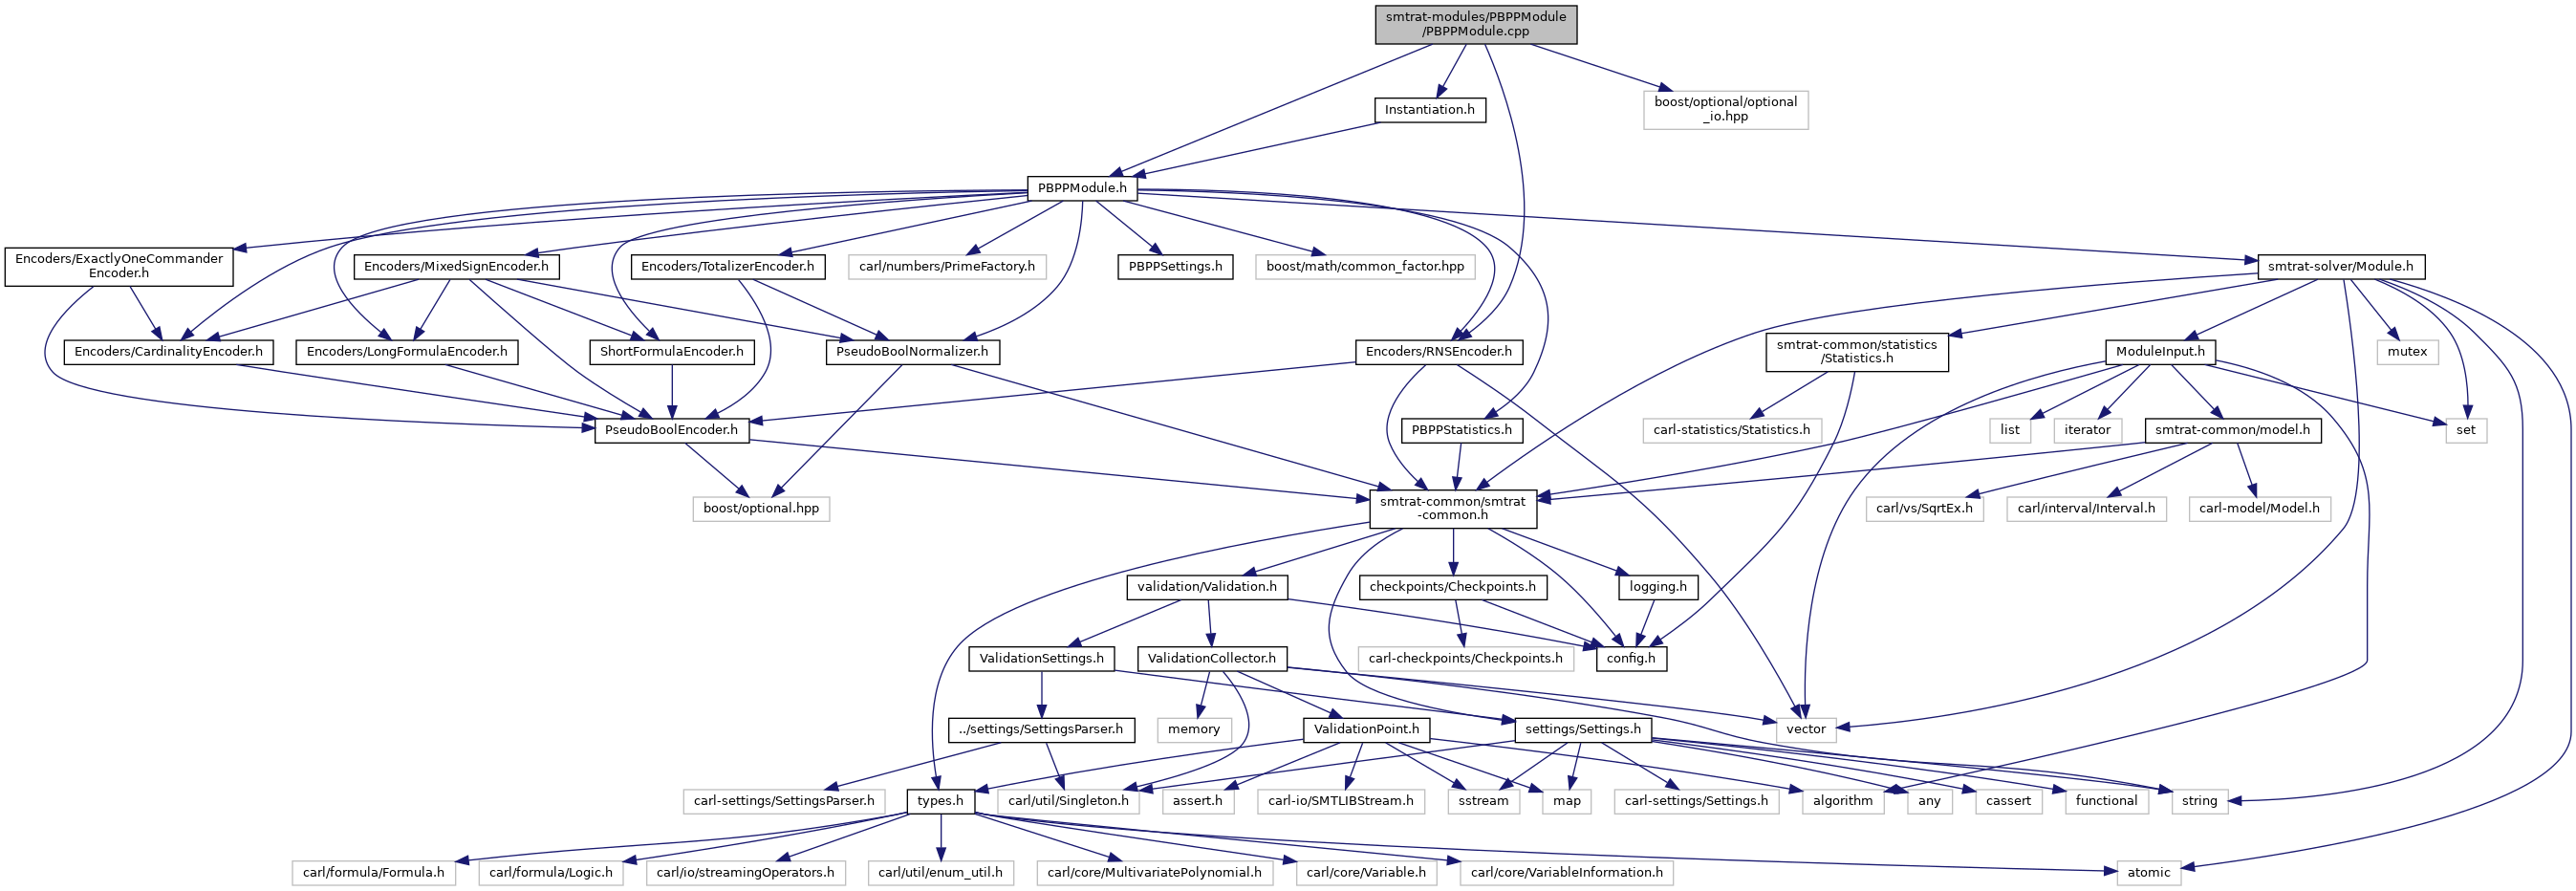 smtrat-modules/PBPPModule
/PBPPModule.cpp
Instantiation.h
boost/optional/optional
_io.hpp
PBPPModule.h
Encoders/ExactlyOneCommander
Encoder.h
Encoders/MixedSignEncoder.h
Encoders/TotalizerEncoder.h
carl/numbers/PrimeFactory.h
PBPPSettings.h
boost/math/common_factor.hpp
smtrat-solver/Module.h
Encoders/CardinalityEncoder.h
Encoders/LongFormulaEncoder.h
ShortFormulaEncoder.h
PseudoBoolNormalizer.h
Encoders/RNSEncoder.h
smtrat-common/statistics
/Statistics.h
ModuleInput.h
mutex
PseudoBoolEncoder.h
PBPPStatistics.h
carl-statistics/Statistics.h
list
iterator
smtrat-common/model.h
set
boost/optional.hpp
smtrat-common/smtrat
-common.h
carl/vs/SqrtEx.h
carl/interval/Interval.h
carl-model/Model.h
validation/Validation.h
checkpoints/Checkpoints.h
logging.h
ValidationSettings.h
ValidationCollector.h
carl-checkpoints/Checkpoints.h
config.h
../settings/SettingsParser.h
memory
ValidationPoint.h
settings/Settings.h
vector
carl-settings/SettingsParser.h
types.h
carl/util/Singleton.h
assert.h
carl-io/SMTLIBStream.h
sstream
map
carl-settings/Settings.h
algorithm
any
cassert
functional
string
carl/formula/Formula.h
carl/formula/Logic.h
carl/io/streamingOperators.h
carl/util/enum_util.h
carl/core/MultivariatePolynomial.h
carl/core/Variable.h
carl/core/VariableInformation.h
atomic